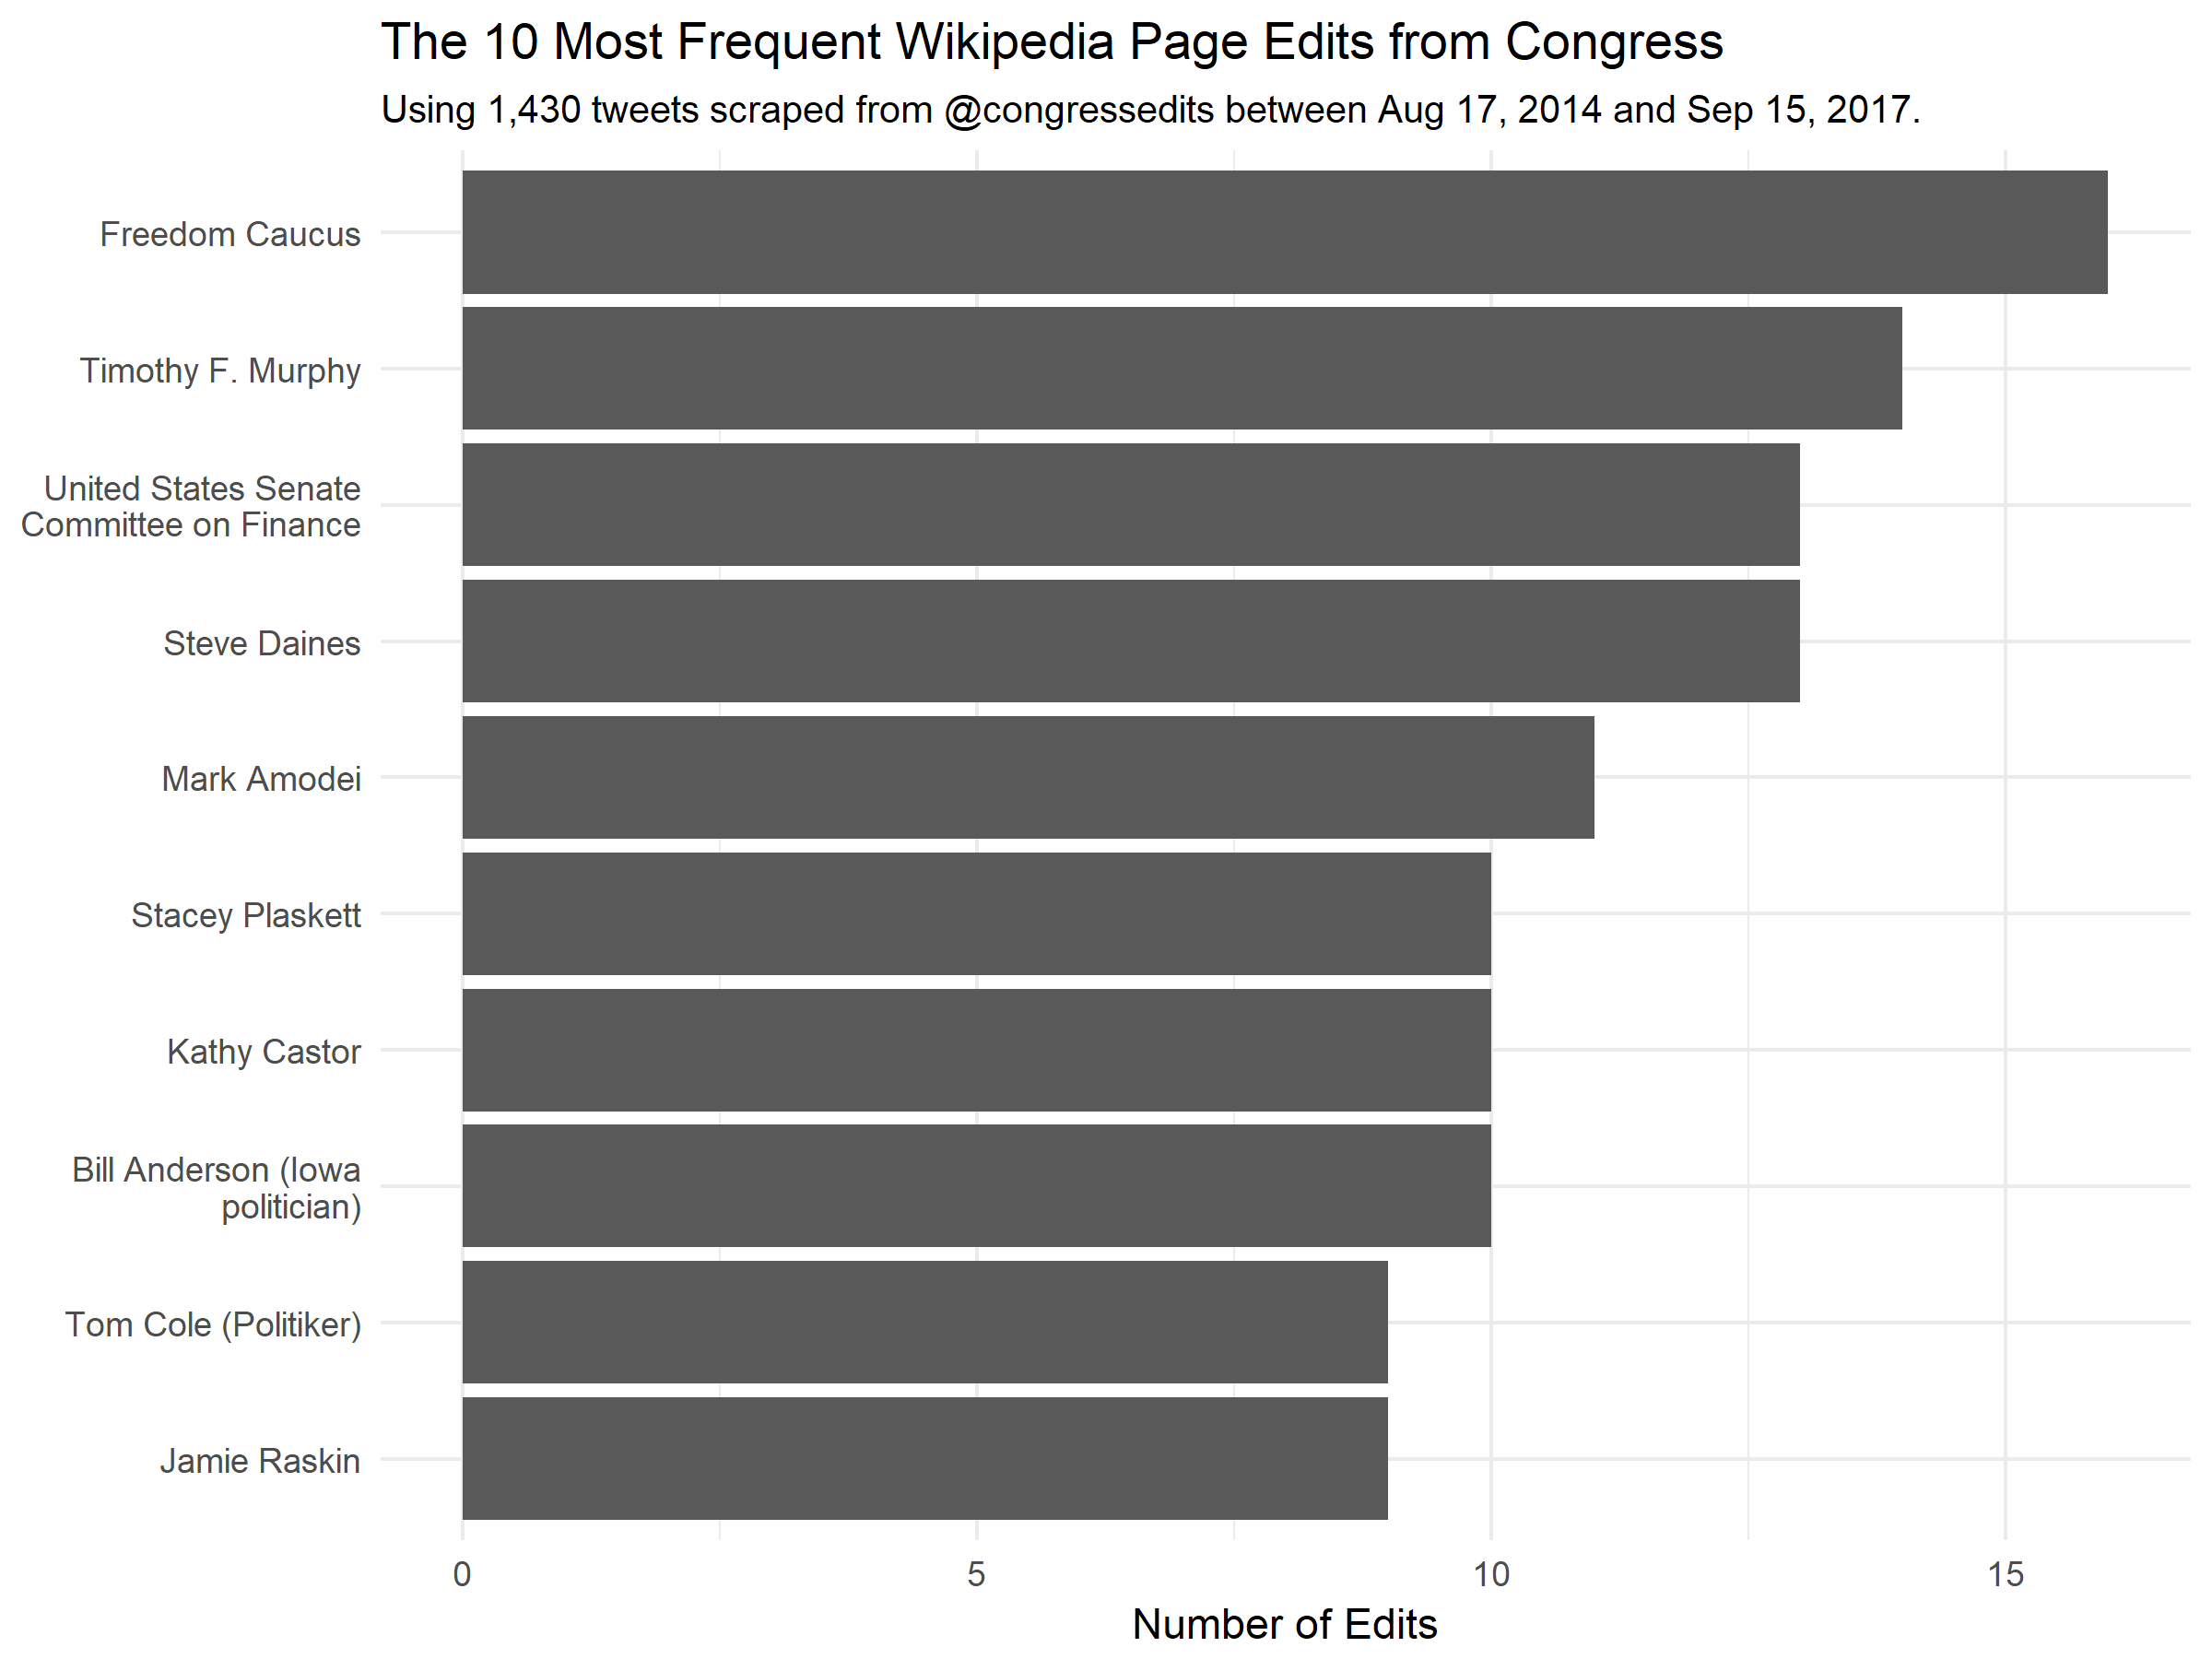 The 10 Most Frequent Wikipedia Page Edits from Congress
Using 1,430 tweets scraped from @congressedits between Aug 17, 2014 and Sep 15, 2017.
Freedom Caucus
Timothy F. Murphy
United States Senate
Committee on Finance
Steve Daines
Mark Amodei
Stacey Plaskett
Kathy Castor
Bill Anderson (Iowa
politician)
Tom Cole (Politiker)
Jamie Raskin
0 5 10 15
Number of Edits